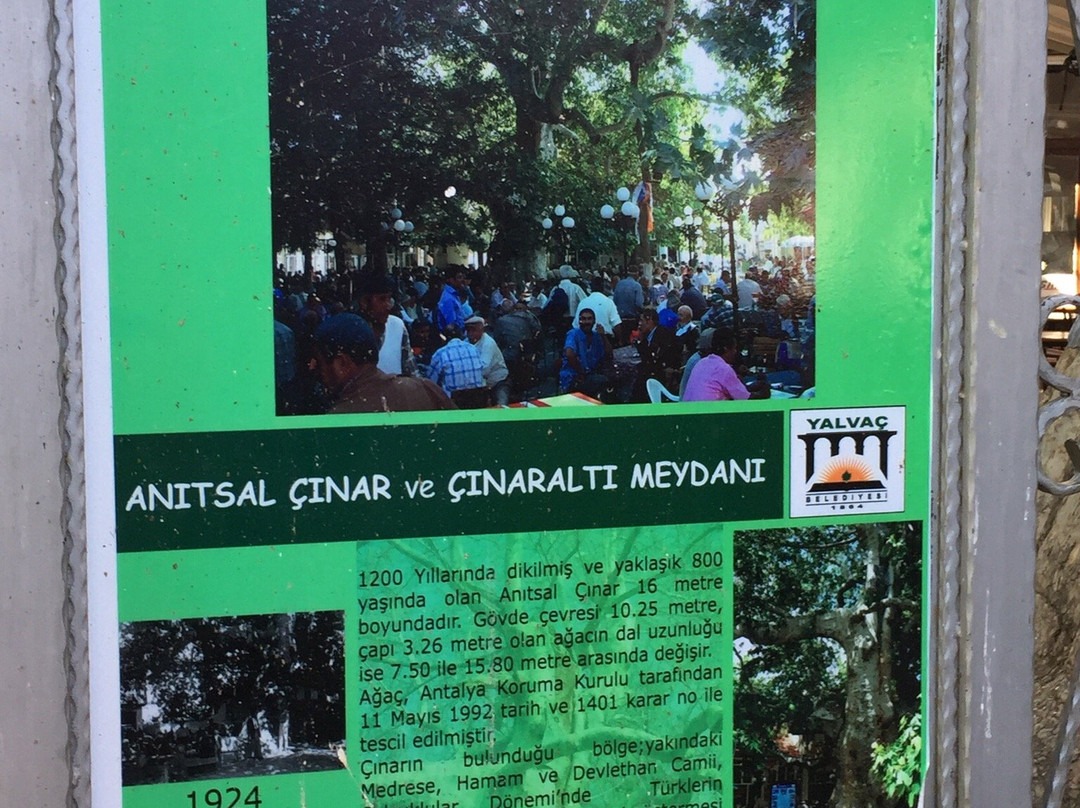 ANITSAL ÇINAR ve ÇINARALTI MEYDANI
YALVAÇ
BELEDİYESİ
1864
1200 Yıllarında dikilmiş ve yaklaşık 800
yaşında olan Anıtsal Çınar 16 metre
boyundadır. Gövde çevresi 10.25 metre,
çapı 3.26 metre olan ağacın dal uzunluğu
ise 7.50 ile 15.80 metre arasında değişir.
Ağaç, Antalya Koruma Kurulu tarafından
11 Mayıs 1992 tarih ve 1401 karar no ile
tescil edilmiştir.
Çınarın bulunduğu bölge;yakındaki
Medrese, Hamam ve Devlethan Camii,
Dönemi'nde Türklerin
1924